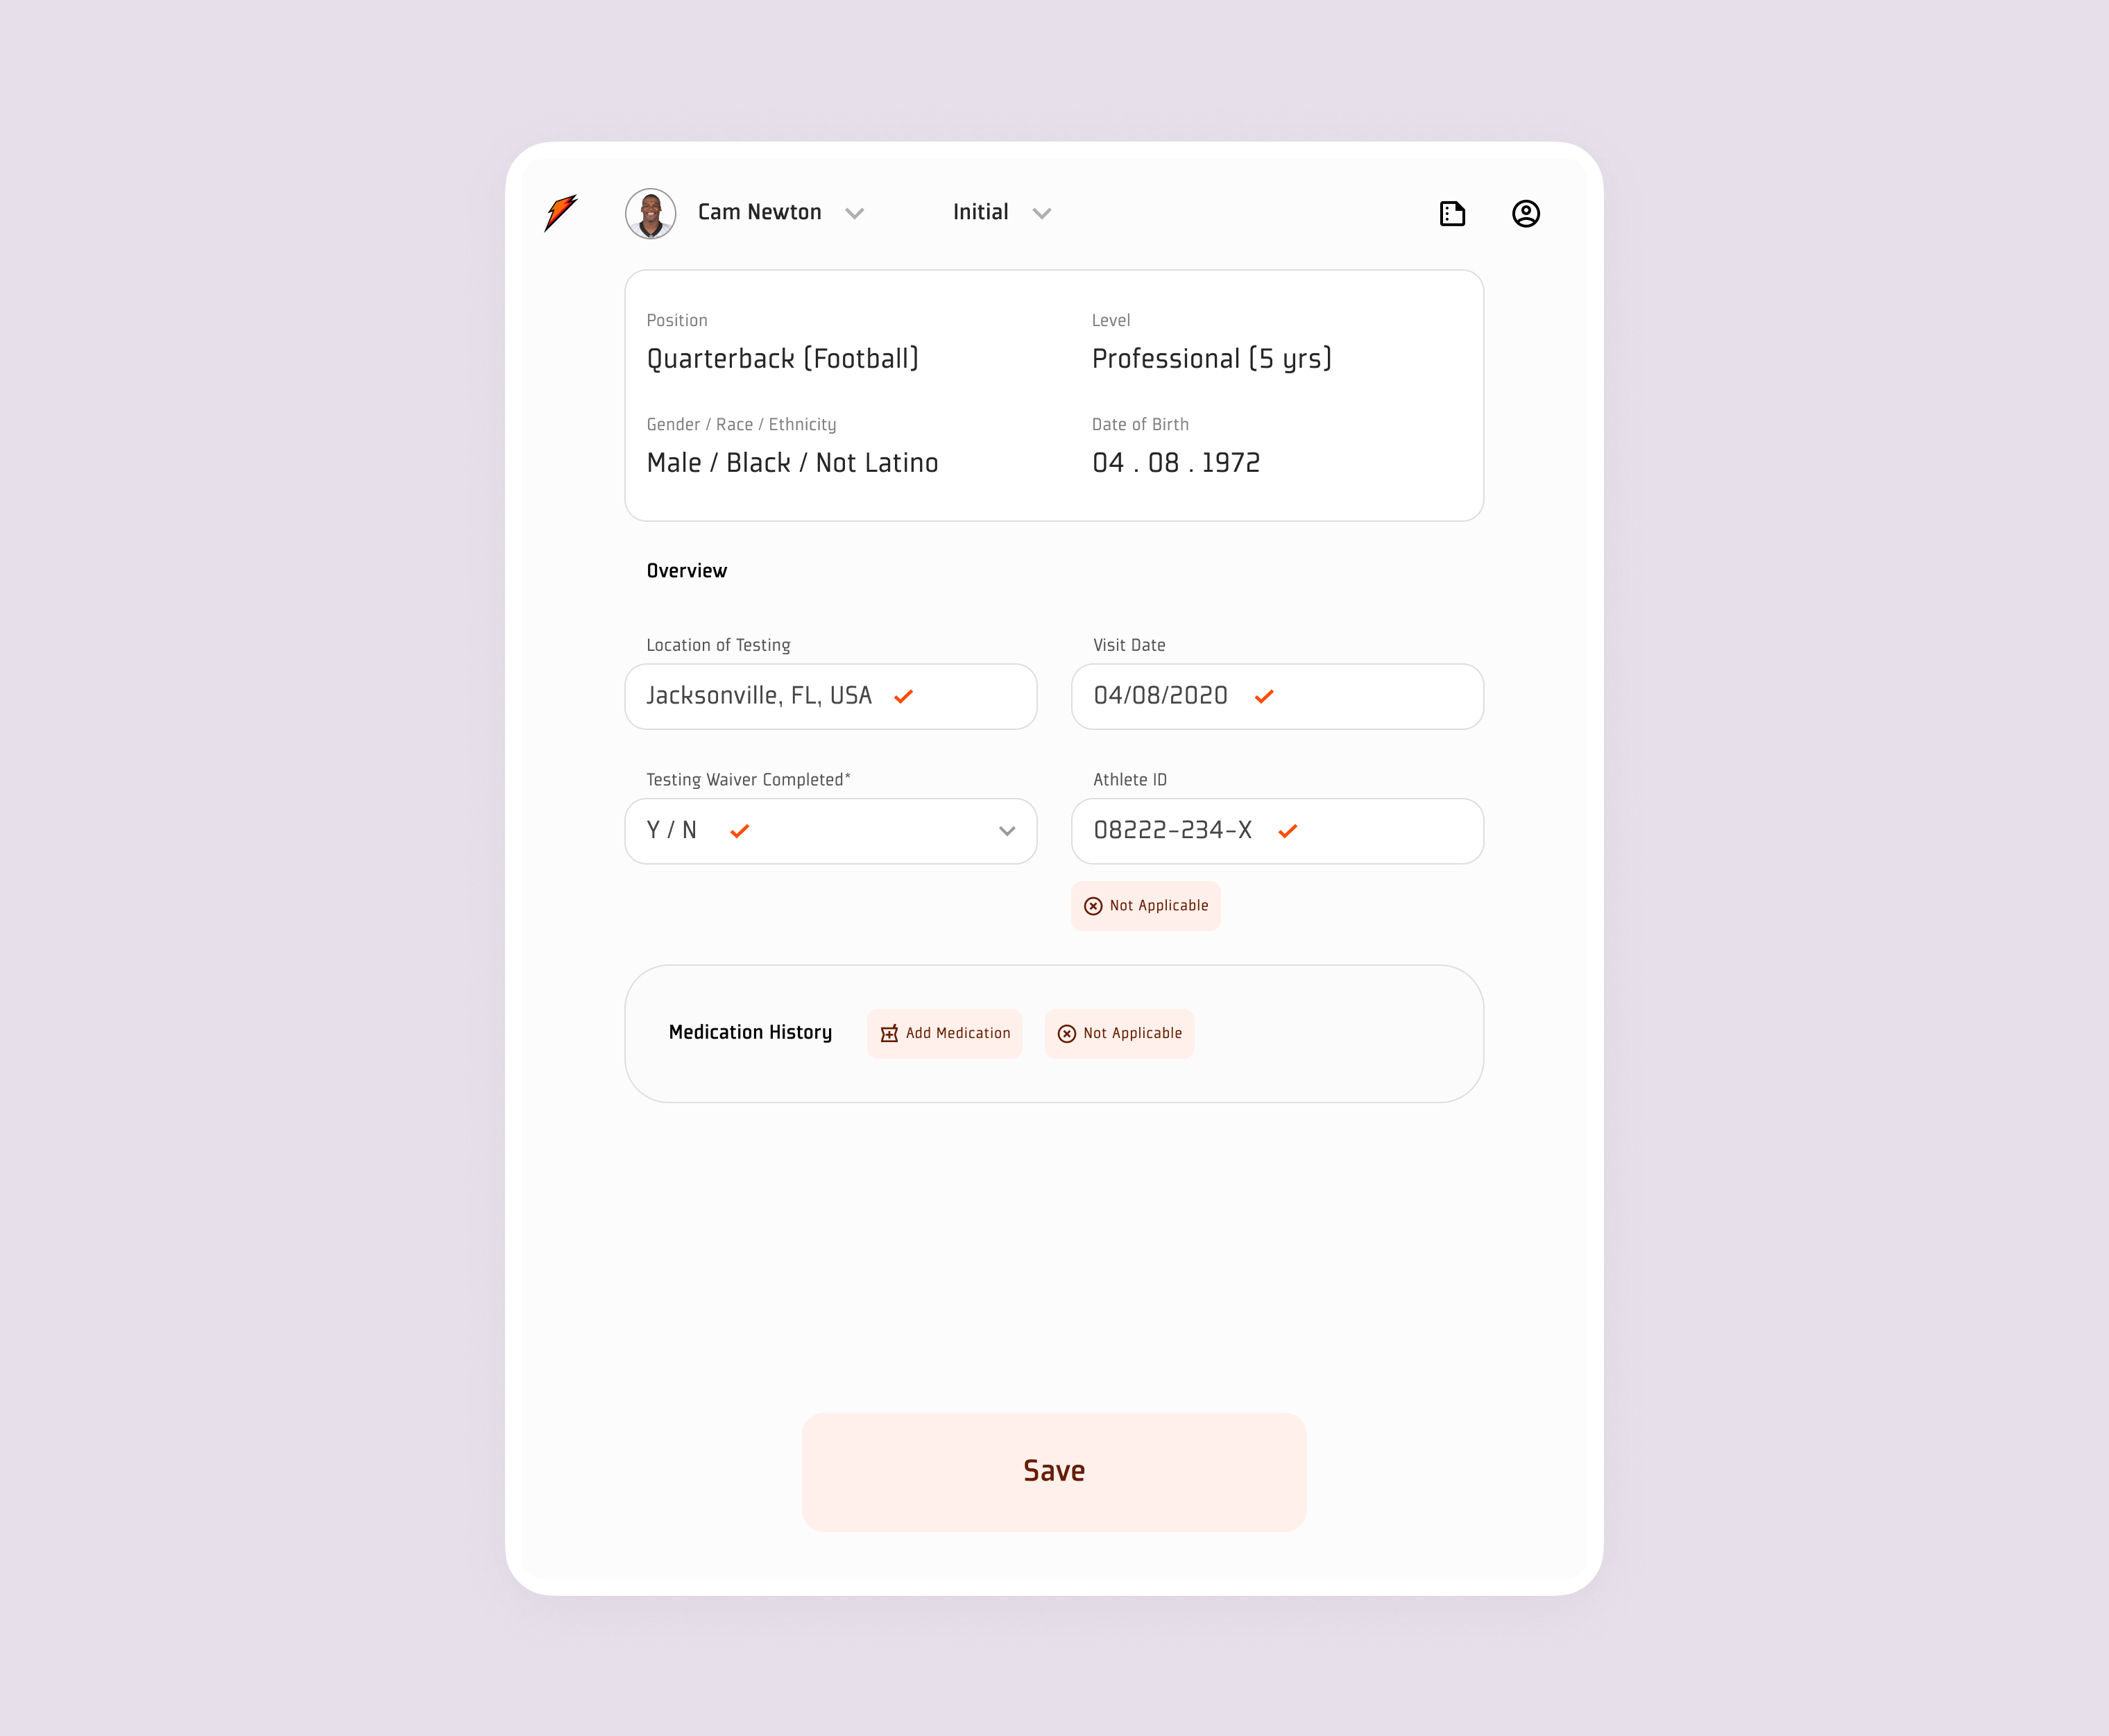 Cam Newton
Initial
Position
Level
Quarterback (Football)
Professional (5 yrs)
Gender / Race / Ethnicity
Date of Birth
Male / Black / Not Latino
04 . 08 . 1972
Overview
Location of Testing
Visit Date
Jacksonville, FL, USA
04/08/2020
Testing Waiver Completed*
Athlete ID
Y / N
08222-234-X
Not Applicable
Medication History
Add Medication
Not Applicable
Save